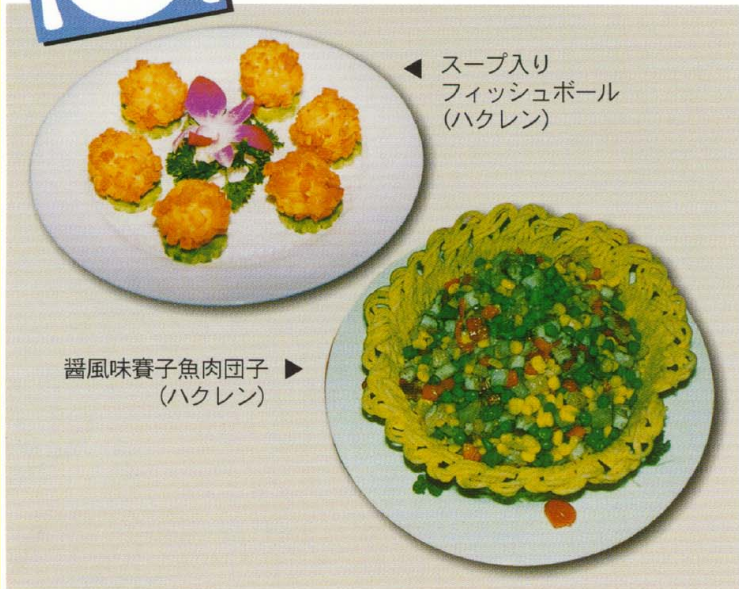 ◀ スープ入り
フィッシュボール
(ハクレン)
醤風味賽子魚肉団子 ▶
(ハクレン)